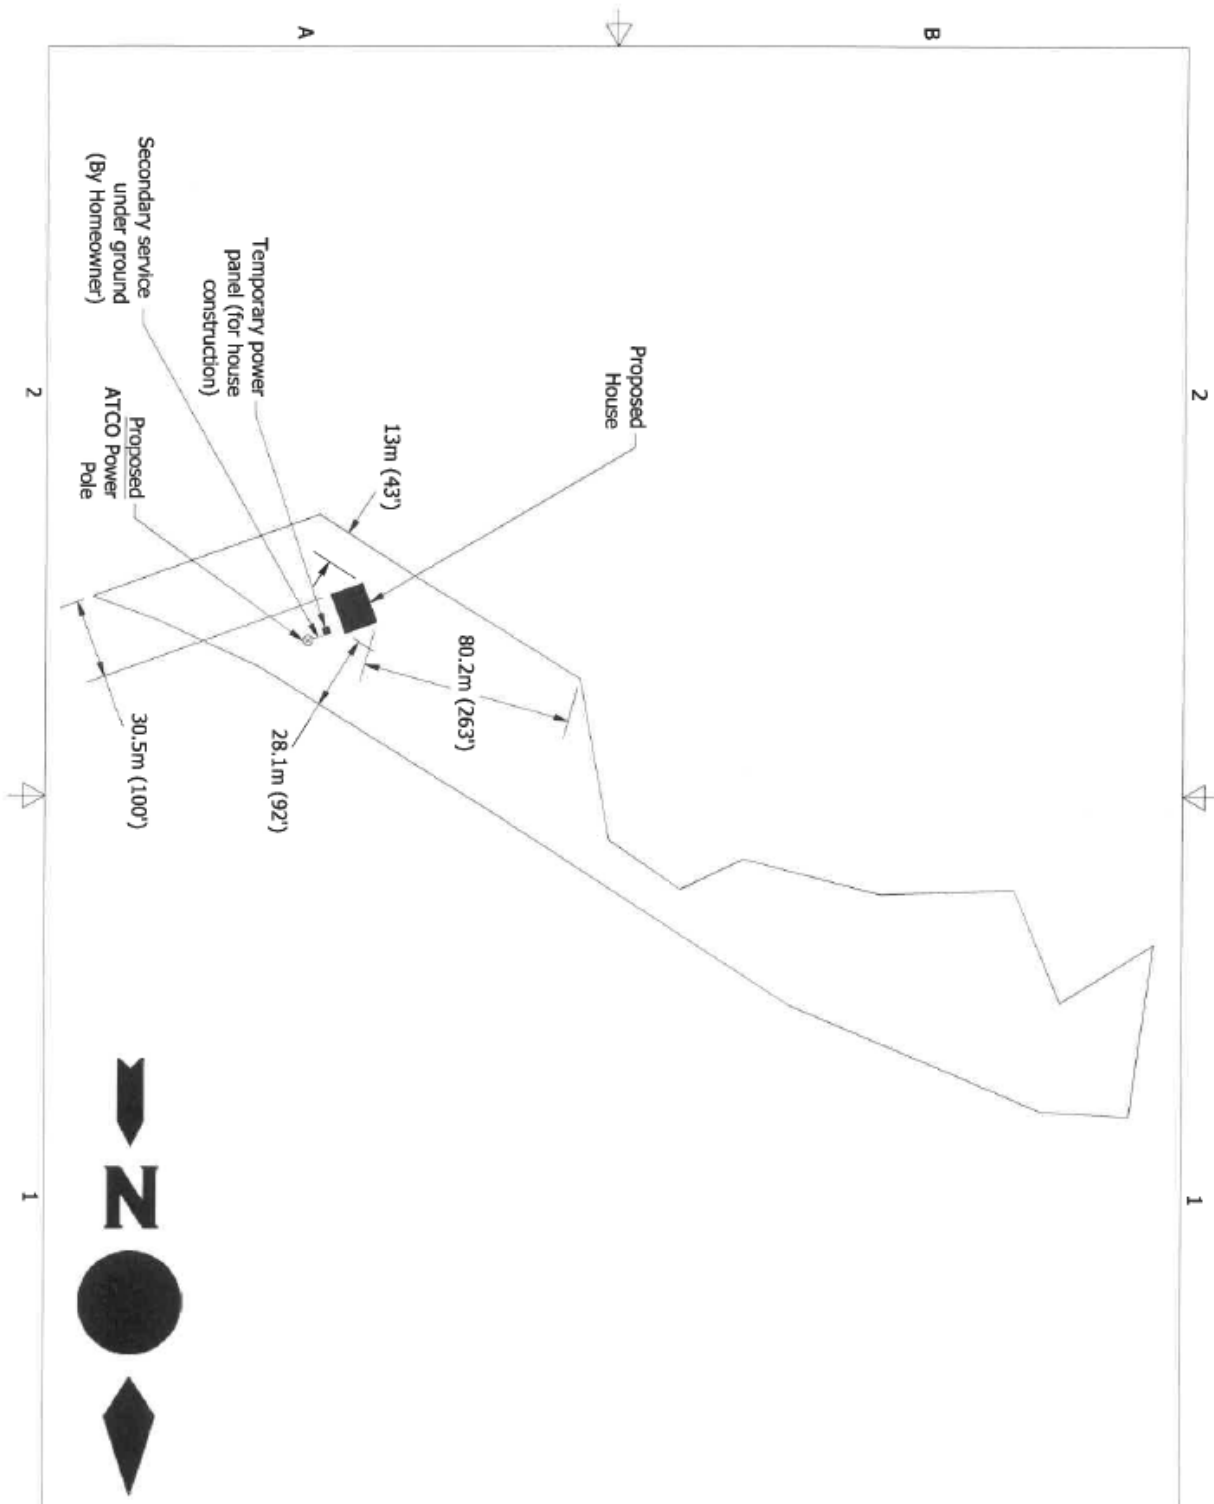 A
B
2
2
1
1
Proposed
House
13m (43')
80.2m (263')
Temporary power
panel (for house
construction)
Secondary service
under ground
(By Homeowner)
Proposed
ATCO Power
Pole
28.1m (92')
30.5m (100')
N